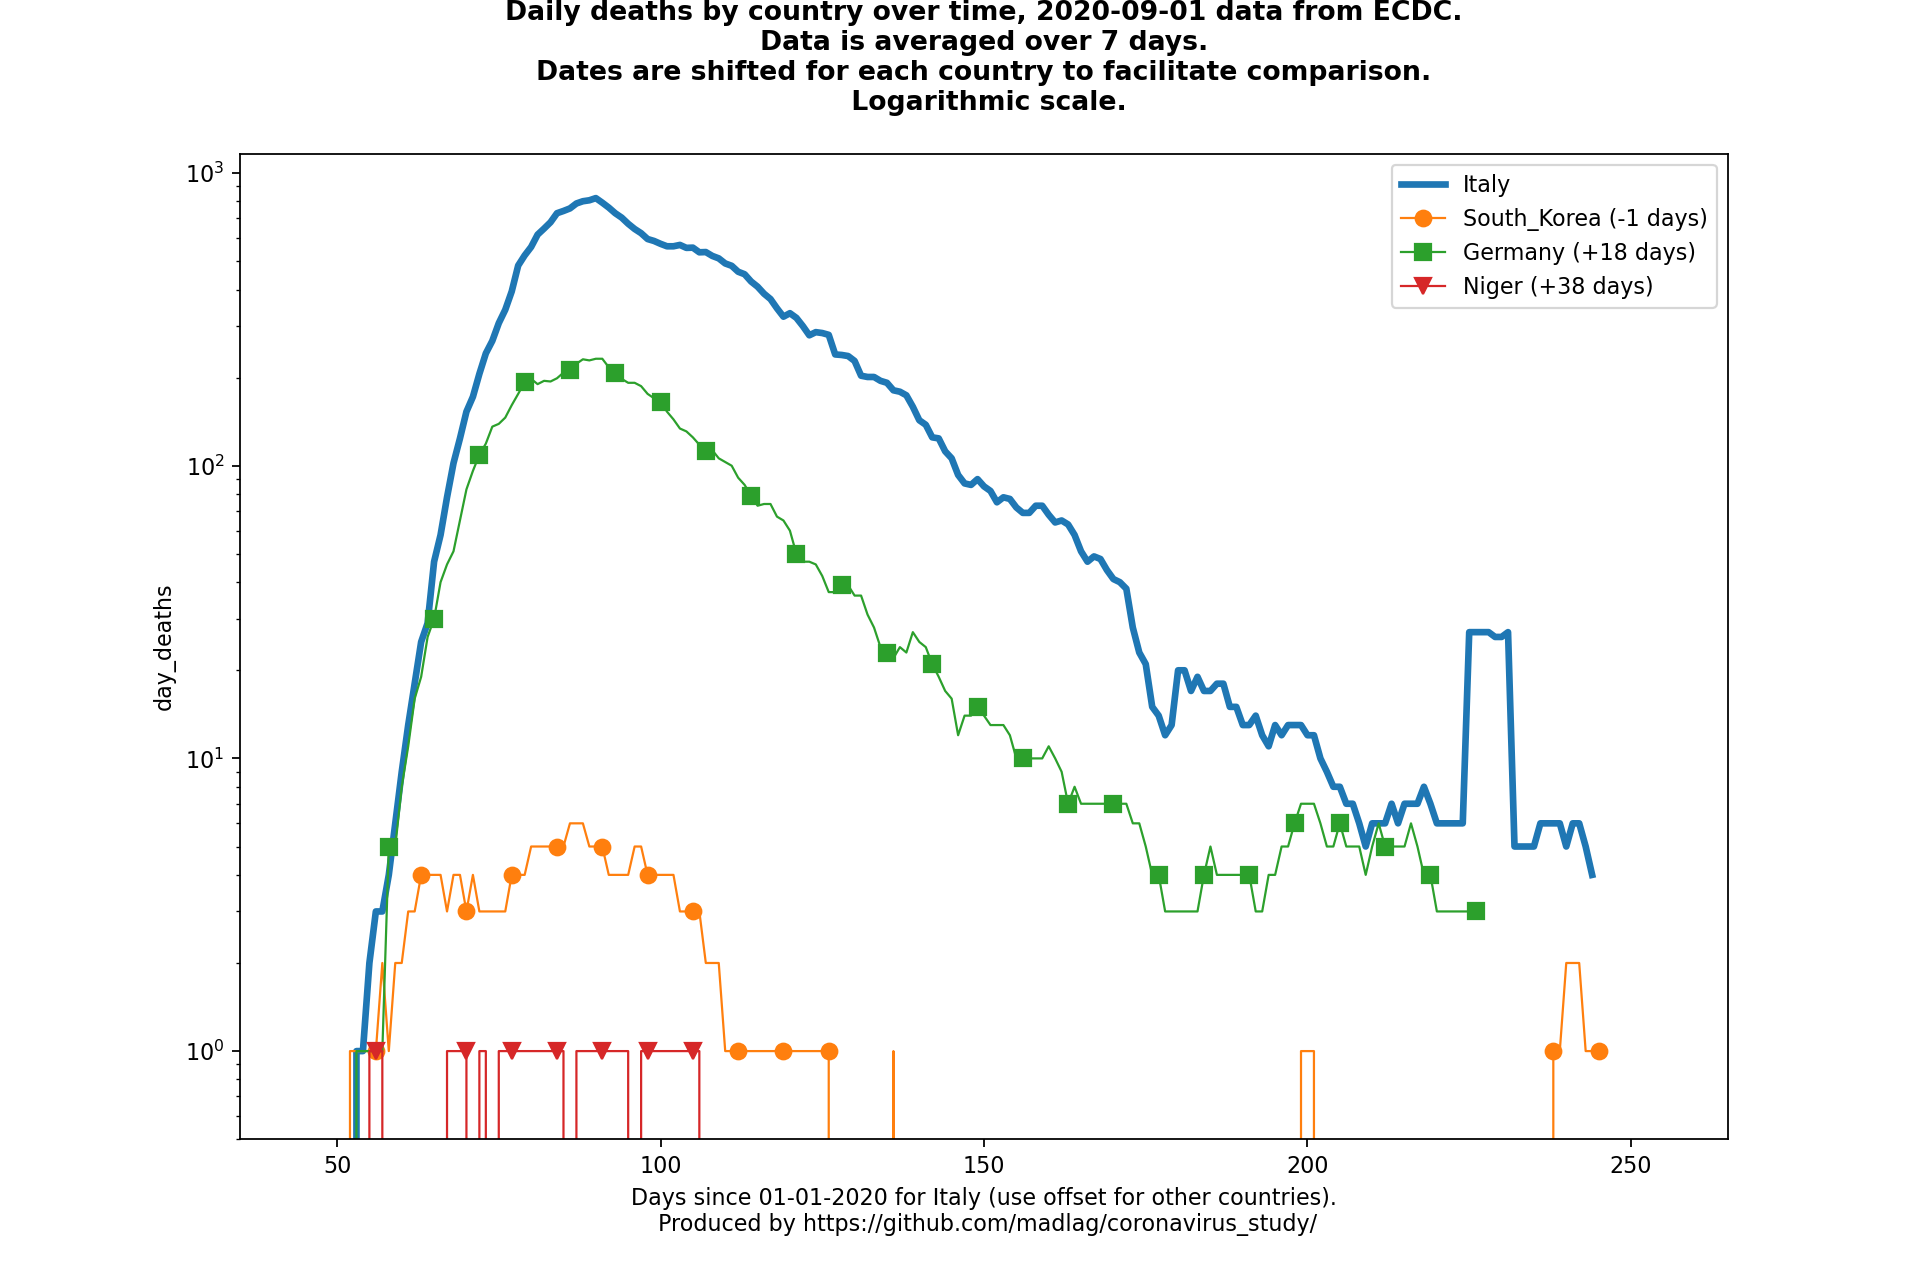 Daily deaths by country over time, 2020-09-01 data from ECDC.
Data is averaged over 7 days.
Dates are shifted for each country to facilitate comparison.
Logarithmic scale.
10³
10²
10¹
10⁰
day_deaths
Italy
South_Korea (-1 days)
Germany (+18 days)
Niger (+38 days)
50
100
150
200
250
Days since 01-01-2020 for Italy (use offset for other countries).
Produced by https://github.com/madlag/coronavirus_study/